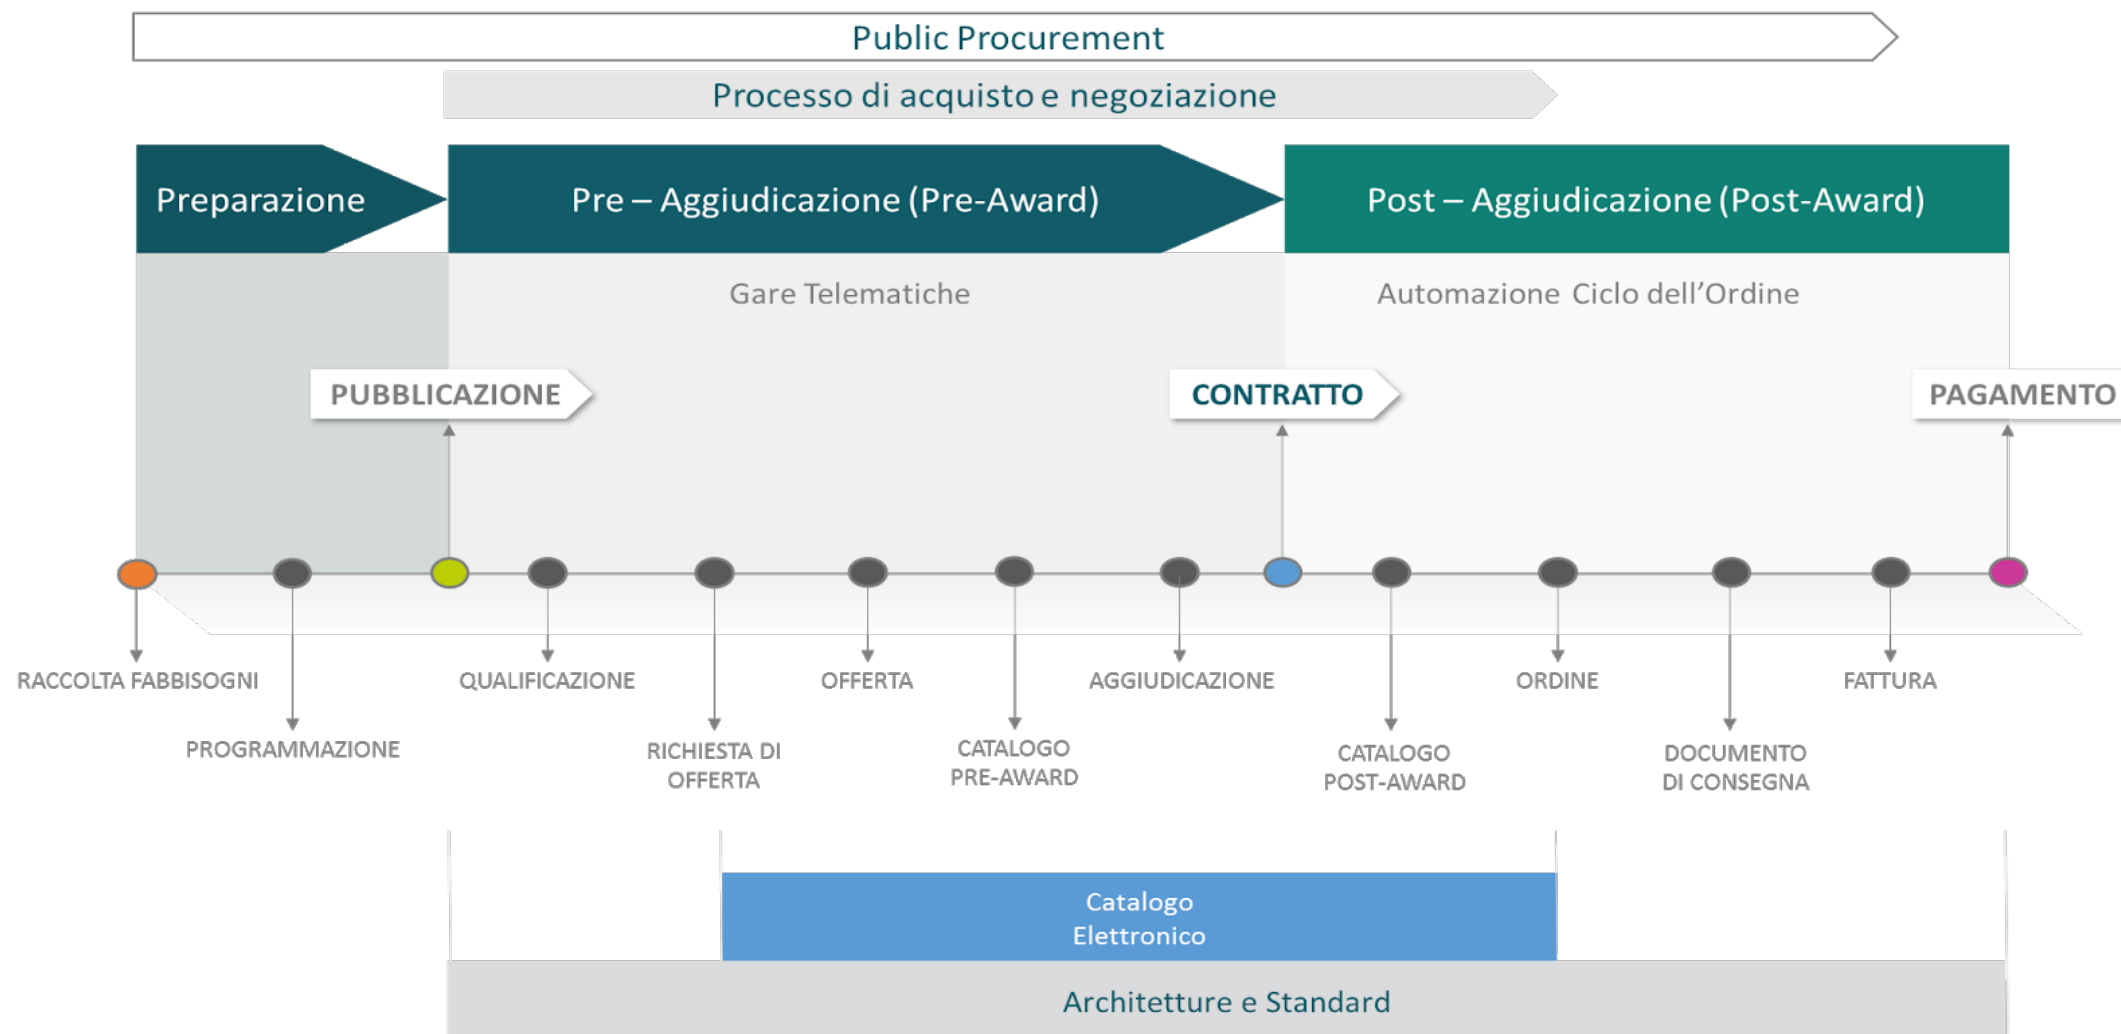 Public Procurement
Processo di acquisto e negoziazione
Preparazione
Pre – Aggiudicazione (Pre-Award)
Post – Aggiudicazione (Post-Award)
Gare Telematiche
Automazione Ciclo dell’Ordine
PUBBLICAZIONE
CONTRATTO
PAGAMENTO
RACCOLTA FABBISOGNI
QUALIFICAZIONE
OFFERTA
AGGIUDICAZIONE
ORDINE
FATTURA
PROGRAMMAZIONE
RICHIESTA DI
OFFERTA
CATALOGO
PRE-AWARD
CATALOGO
POST-AWARD
DOCUMENTO
DI CONSEGNA
Catalogo
Elettronico
Architetture e Standard